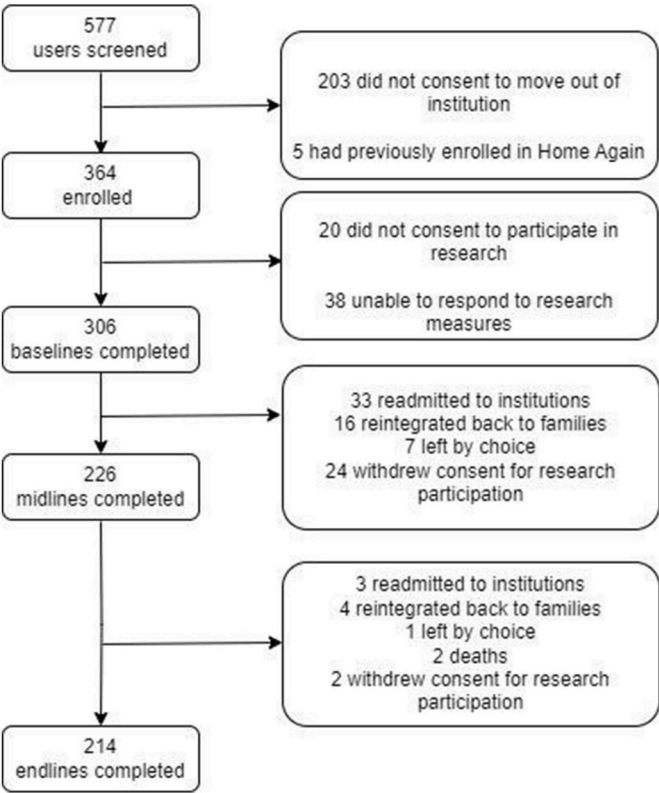 577
users screened
203 did not consent to move out of
institution
5 had previously enrolled in Home Again
364
enrolled
20 did not consent to participate in
research
38 unable to respond to research
measures
306
baselines completed
33 readmitted to institutions
16 reintegrated back to families
7 left by choice
24 withdrew consent for research
participation
226
midlines completed
3 readmitted to institutions
4 reintegrated back to families
1 left by choice
2 deaths
2 withdrew consent for research
participation
214
endlines completed